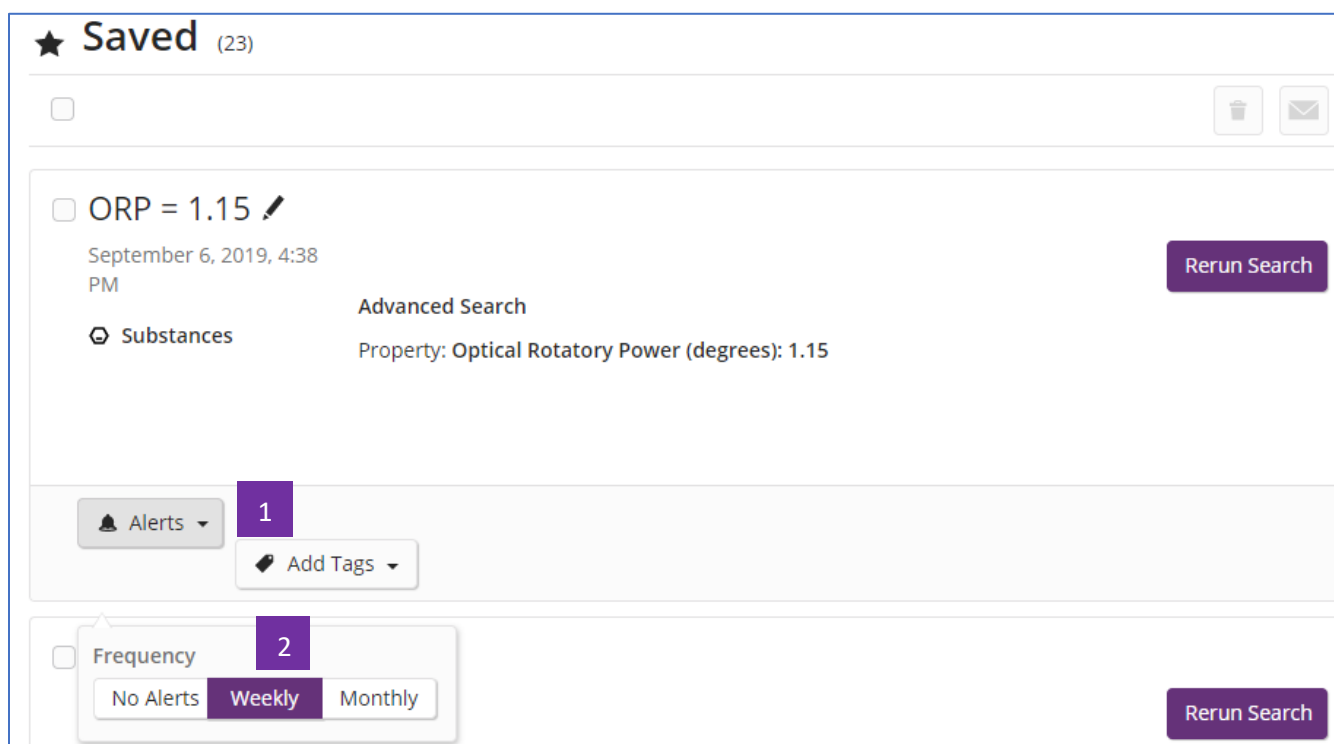 Saved (23)
ORP = 1.15
September 6, 2019, 4:38
PM
Rerun Search
Advanced Search
Substances
Property: Optical Rotatory Power (degrees): 1.15
Alerts
1
Add Tags
2
Frequency
No Alerts Weekly Monthly
Rerun Search